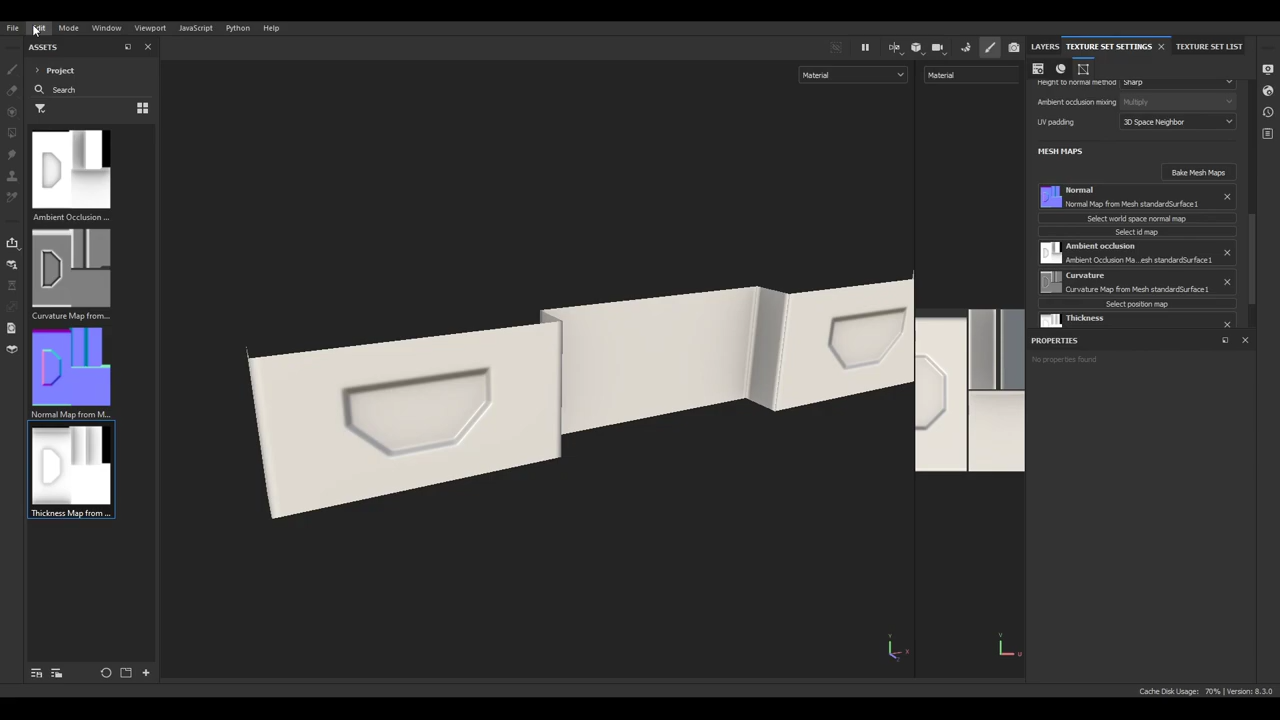 File Edit Mode Window Viewport JavaScript Python Help
ASSETS
Project
Search
Ambient Occlusion ...
Curvature Map from...
Normal Map from M...
Thickness Map from ...
Material
Material
LAYERS TEXTURE SET SETTINGS TEXTURE SET LIST
Height to normal method Sharp
Ambient occlusion mixing Multiply
UV padding 3D Space Neighbor
MESH MAPS
Bake Mesh Maps
Normal
Normal Map from Mesh standardSurface1
Select world space normal map
Select id map
Ambient occlusion
Ambient Occlusion Ma...esh standardSurface1
Curvature
Curvature Map from Mesh standardSurface1
Select position map
Thickness
PROPERTIES
No properties found
Y
X
Z
V
U
Cache Disk Usage: 70% | Version: 8.3.0